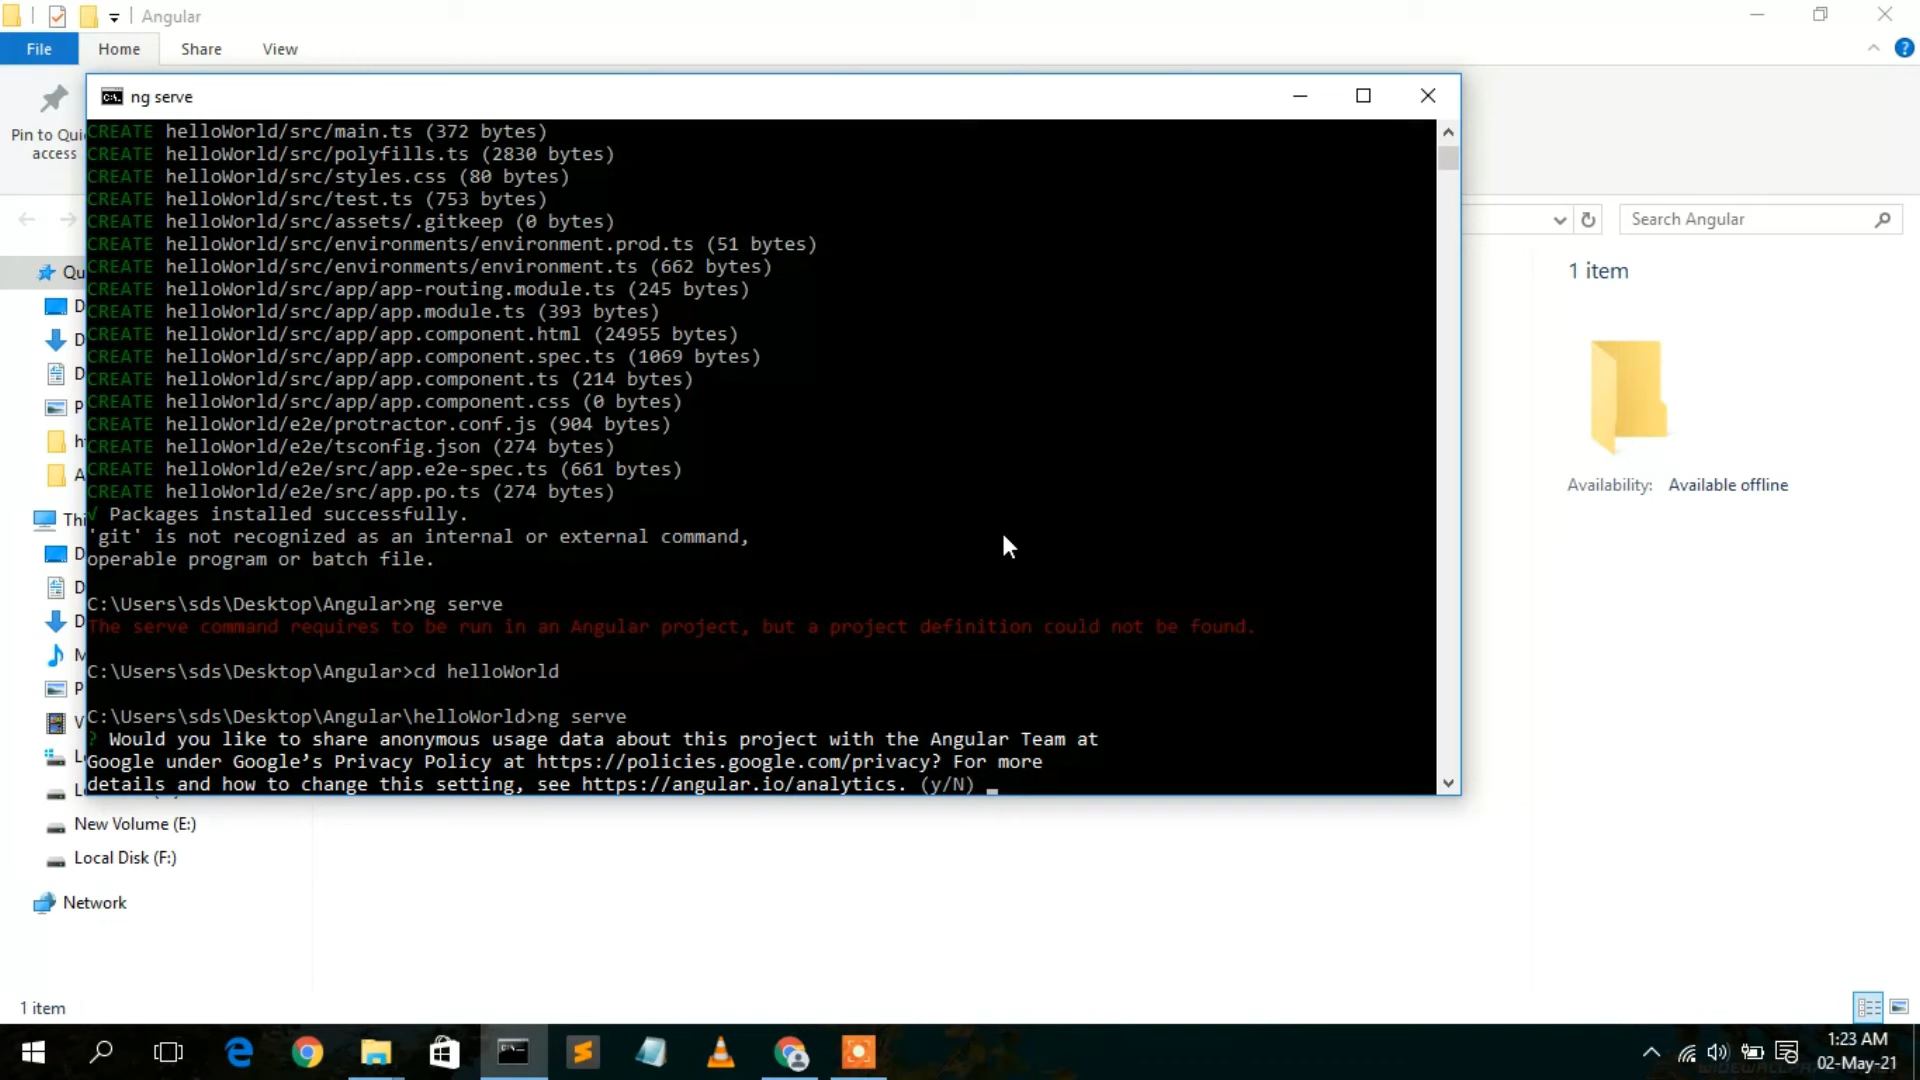 Angular
File
Home
Share
View
Pin to Qui
access
ng serve
CREATE helloWorld/src/main.ts (372 bytes)
CREATE helloWorld/src/polyfills.ts (2830 bytes)
CREATE helloWorld/src/styles.css (80 bytes)
CREATE helloWorld/src/test.ts (753 bytes)
CREATE helloWorld/src/assets/.gitkeep (0 bytes)
CREATE helloWorld/src/environments/environment.prod.ts (51 bytes)
CREATE helloWorld/src/environments/environment.ts (662 bytes)
CREATE helloWorld/src/app/app-routing.module.ts (245 bytes)
CREATE helloWorld/src/app/app.module.ts (393 bytes)
CREATE helloWorld/src/app/app.component.html (24955 bytes)
CREATE helloWorld/src/app/app.component.spec.ts (1069 bytes)
CREATE helloWorld/src/app/app.component.ts (214 bytes)
CREATE helloWorld/src/app/app.component.css (0 bytes)
CREATE helloWorld/e2e/protractor.conf.js (904 bytes)
CREATE helloWorld/e2e/tsconfig.json (274 bytes)
CREATE helloWorld/e2e/src/app.e2e-spec.ts (661 bytes)
CREATE helloWorld/e2e/src/app.po.ts (274 bytes)
√ Packages installed successfully.
'git' is not recognized as an internal or external command,
operable program or batch file.
C:\Users\sds\Desktop\Angular>ng serve
The serve command requires to be run in an Angular project, but a project definition could not be found.
C:\Users\sds\Desktop\Angular>cd helloWorld
C:\Users\sds\Desktop\Angular\helloWorld>ng serve
? Would you like to share anonymous usage data about this project with the Angular Team at
Google under Google’s Privacy Policy at https://policies.google.com/privacy? For more
details and how to change this setting, see https://angular.io/analytics. (y/N)
Search Angular
1 item
Availability: Available offline
Qu
D
D
D
P
h
A
Thi
D
D
D
M
P
V
L
L
New Volume (E:)
Local Disk (F:)
Network
1 item
1:23 AM
02-May-21